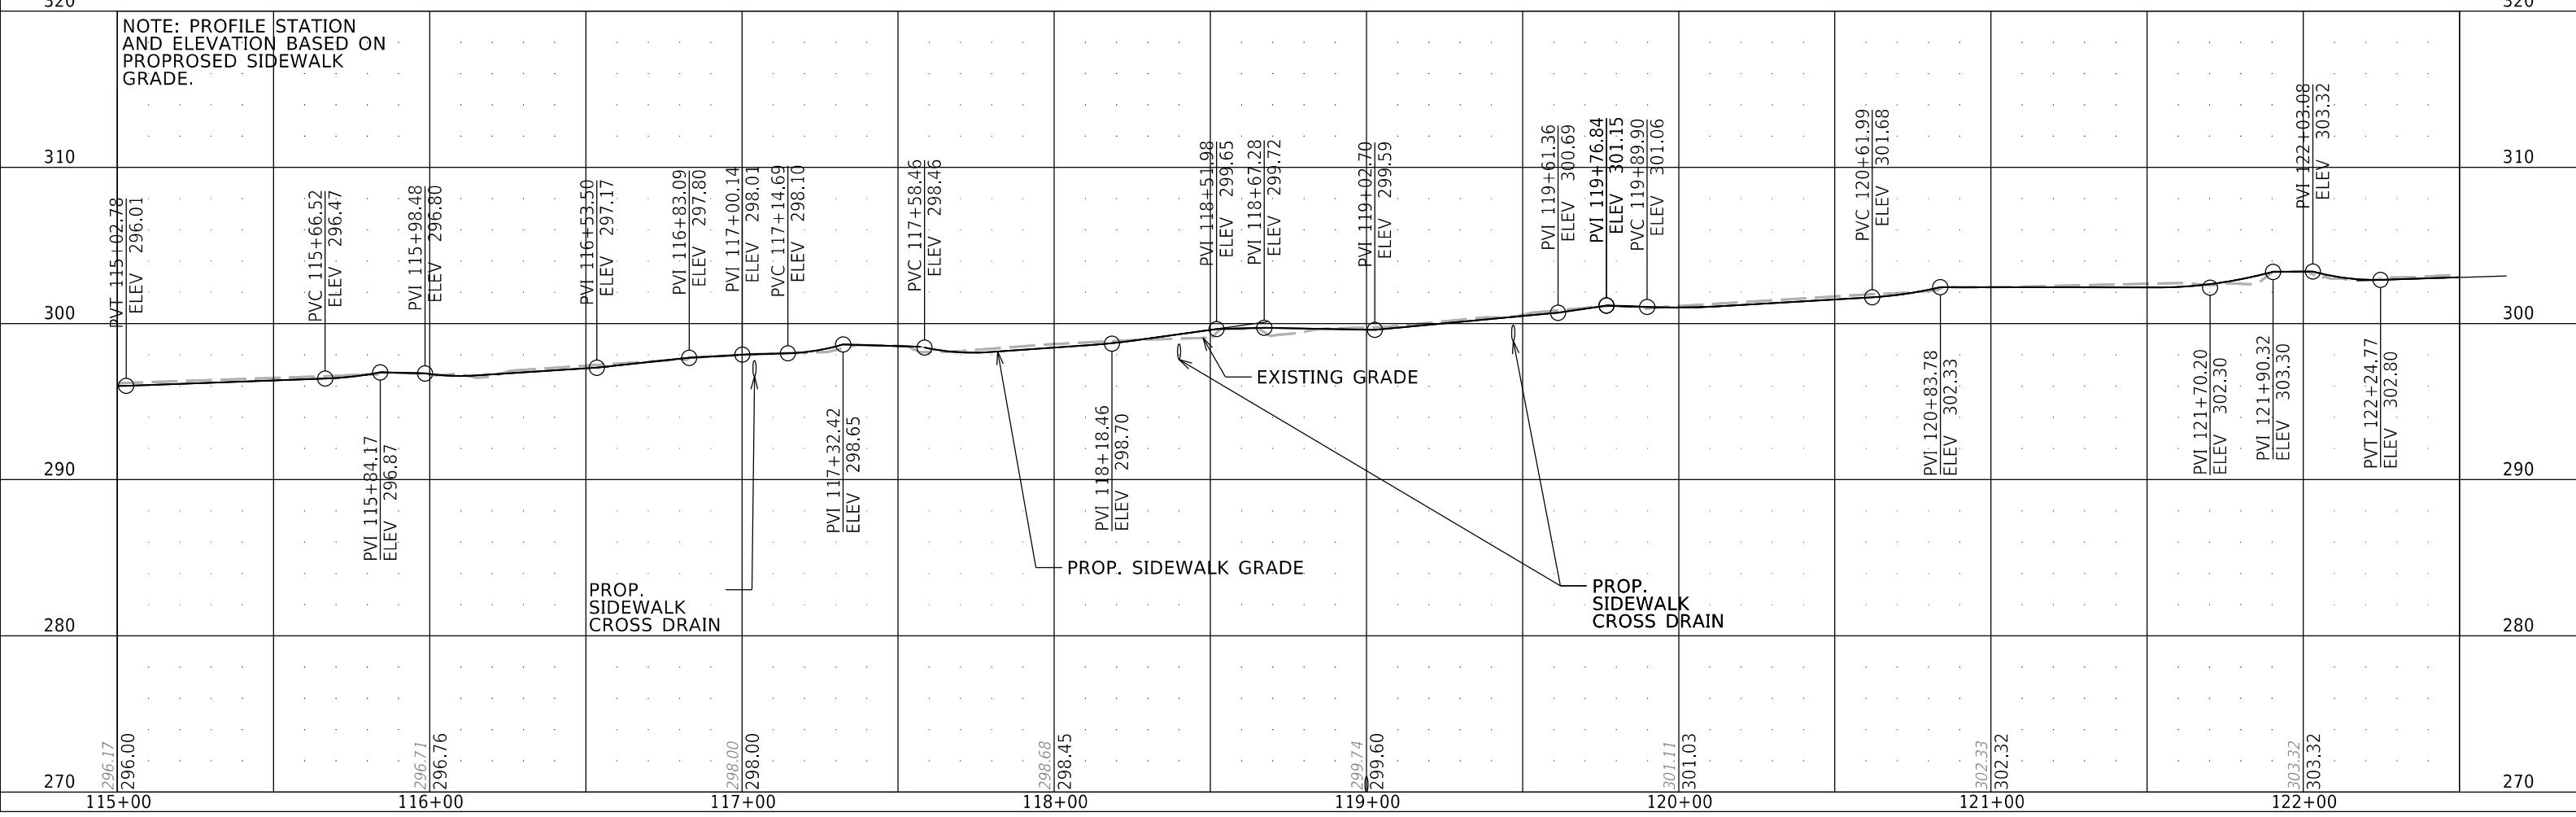 320
320
NOTE: PROFILE STATION
AND ELEVATION BASED ON
PROPROSED SIDEWALK
GRADE.
310
310
300
300
290
290
280
280
270
270
PVT 115+02.78
ELEV 296.01
PVC 115+66.52
ELEV 296.47
PVI 115+84.17
ELEV 296.87
PVI 115+98.48
ELEV 296.80
PVI 116+53.50
ELEV 297.17
PVI 116+83.09
ELEV 297.80
PVI 117+00.14
ELEV 298.01
PVC 117+14.69
ELEV 298.10
PVI 117+32.42
ELEV 298.65
PVC 117+58.46
ELEV 298.46
PVI 118+18.46
ELEV 298.70
PVI 118+51.98
ELEV 299.65
PVI 118+67.28
ELEV 299.72
PVI 119+02.70
ELEV 299.59
PVI 119+61.36
ELEV 300.69
PVI 119+76.84
ELEV 301.15
PVC 119+89.90
ELEV 301.06
PVC 120+61.99
ELEV 301.68
PVI 120+83.78
ELEV 302.33
PVI 121+70.20
ELEV 302.30
PVI 121+90.32
ELEV 303.30
PVI 122+03.08
ELEV 303.32
PVT 122+24.77
ELEV 302.80
EXISTING GRADE
PROP. SIDEWALK GRADE
PROP.
SIDEWALK
CROSS DRAIN
PROP.
SIDEWALK
CROSS DRAIN
296.17
296.00
296.71
296.76
298.00
298.00
298.68
298.45
299.74
299.60
301.11
301.03
302.33
302.32
303.32
303.32
115+00
116+00
117+00
118+00
119+00
120+00
121+00
122+00